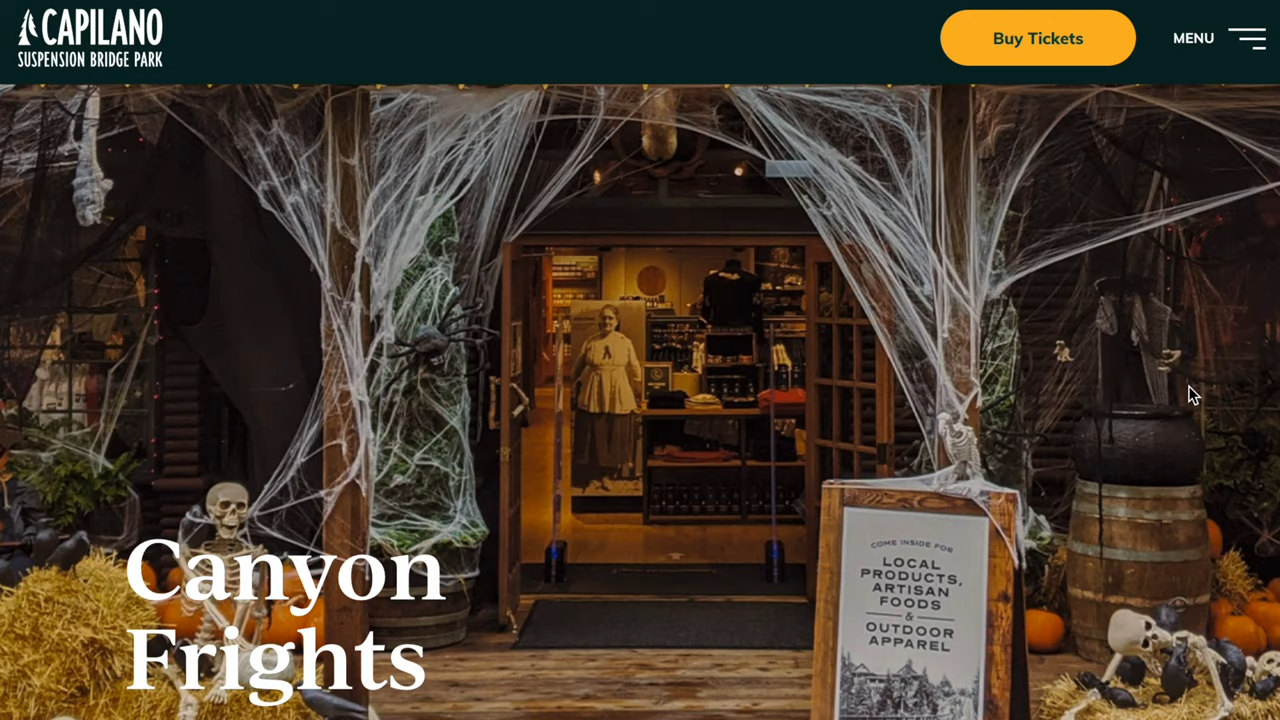 CAPILANO
SUSPENSION BRIDGE PARK
Buy Tickets
MENU
COME INSIDE FOR
LOCAL
PRODUCTS,
ARTISAN
FOODS
&
OUTDOOR
APPAREL
Canyon
Frights